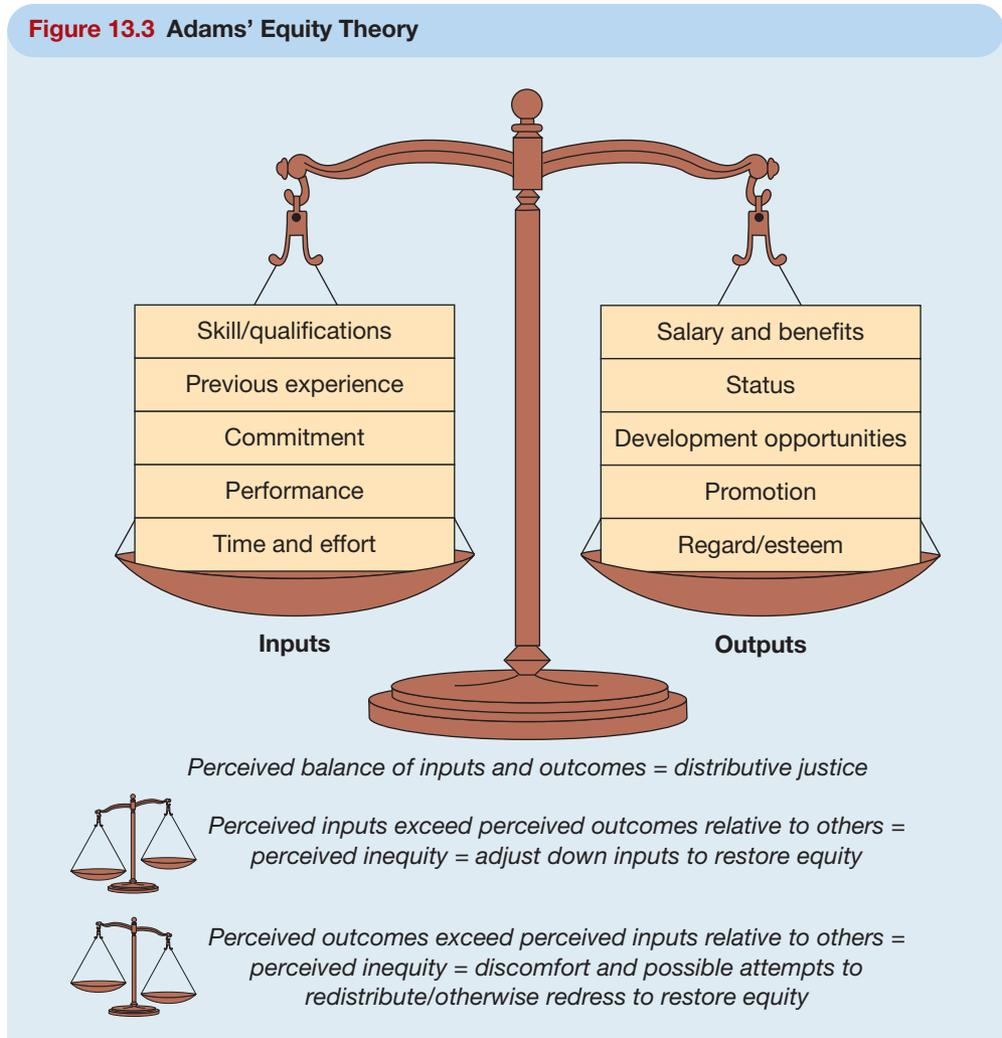 Figure 13.3 Adams' Equity Theory
Skill/qualifications
Previous experience
Commitment
Performance
Time and effort
Inputs
Salary and benefits
Status
Development opportunities
Promotion
Regard/esteem
Outputs
Perceived balance of inputs and outcomes = distributive justice
Perceived inputs exceed perceived outcomes relative to others =
perceived inequity = adjust down inputs to restore equity
Perceived outcomes exceed perceived inputs relative to others =
perceived inequity = discomfort and possible attempts to
redistribute/otherwise redress to restore equity